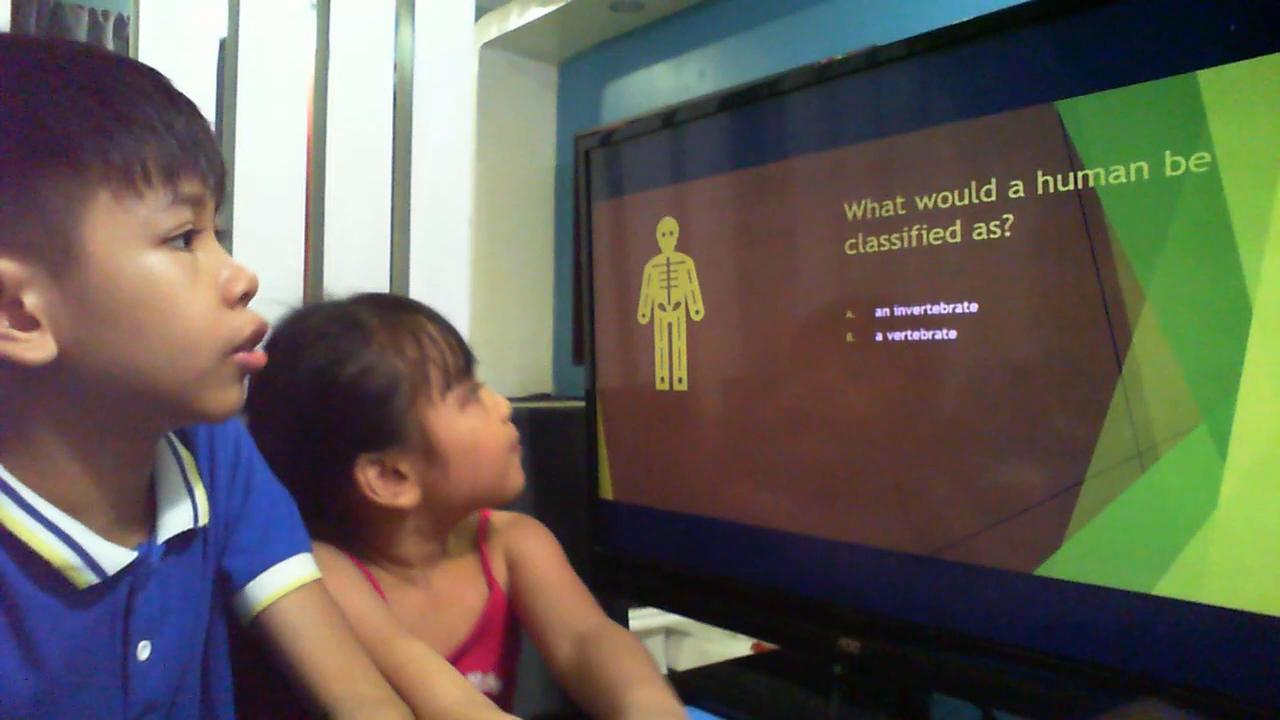 What would a human be
classified as?
A. an invertebrate
B. a vertebrate